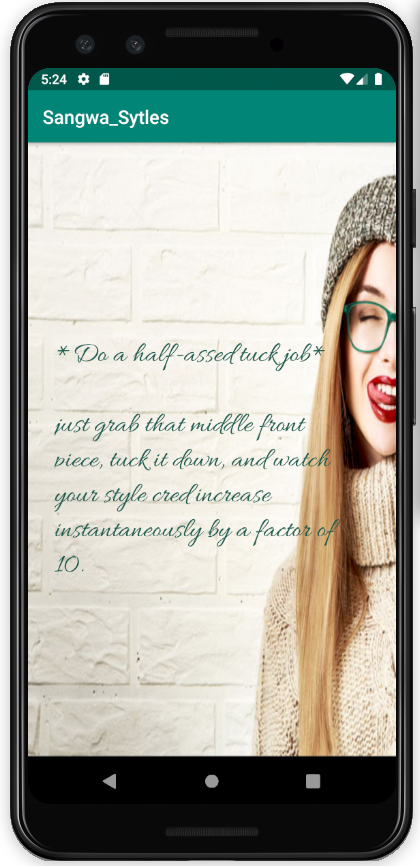 5:24
Sangwa_Sytles
* Do a half-assed tuck job*
just grab that middle front
piece, tuck it down, and watch
your style cred increase
instantaneously by a factor of
10.